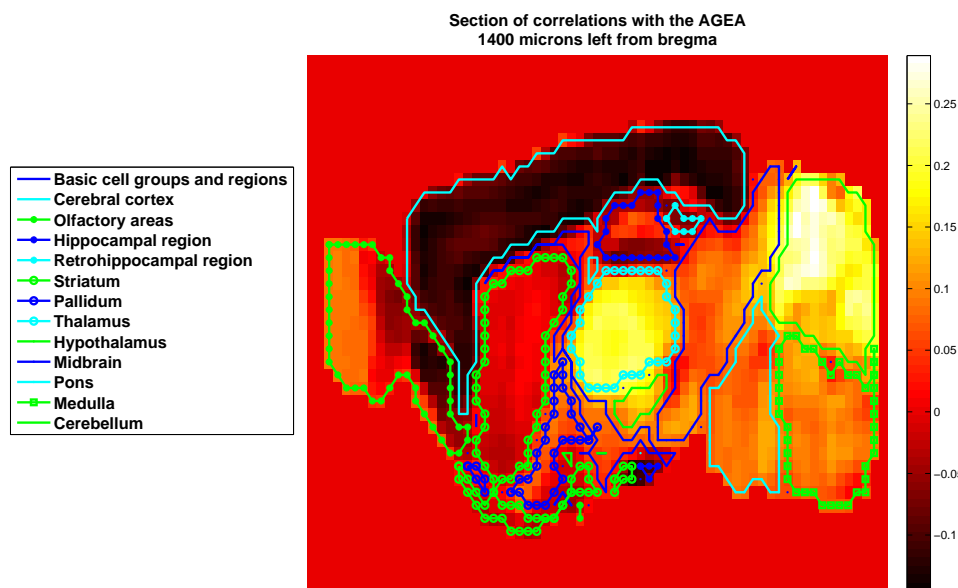 Section of correlations with the AGEA
1400 microns left from bregma
Basic cell groups and regions
Cerebral cortex
Olfactory areas
Hippocampal region
Retrohippocampal region
Striatum
Pallidum
Thalamus
Hypothalamus
Midbrain
Pons
Medulla
Cerebellum
0.25
0.2
0.15
0.1
0.05
0
−0.05
−0.1